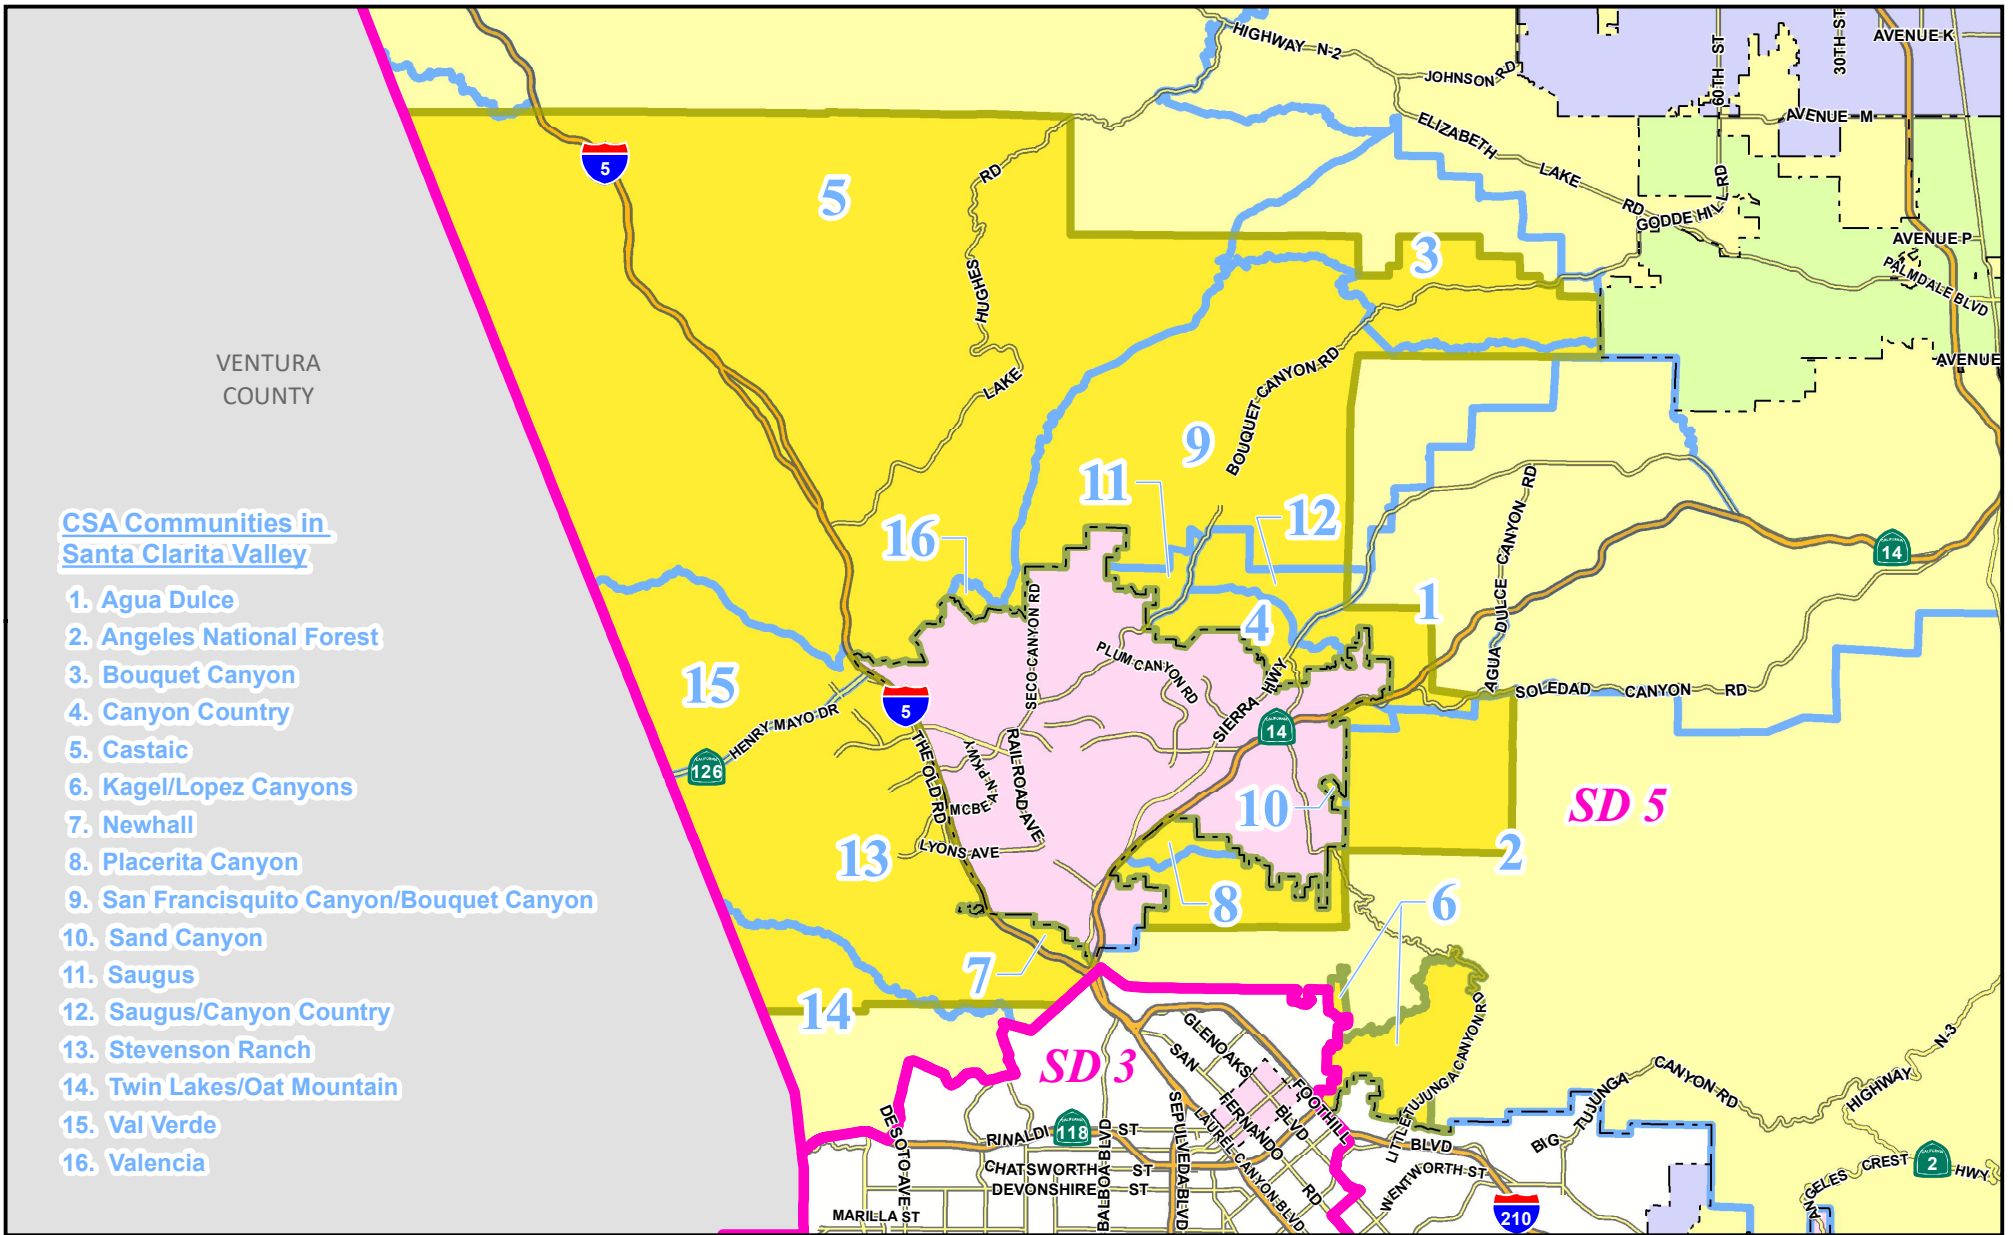 HIGHWAY N-2
JOHNSON RD
60TH ST
30TH ST
AVENUE K
AVENUE M
ELIZABETH LAKE RD
GODDE HILL RD
AVENUE P
PALMDALE BLVD
AVENUE
5
5
3
LAKE HUGHES RD
VENTURA
COUNTY
BOUQUET CANYON RD
9
11
12
16
14
AGUA DULCE CANYON RD
CSA Communities in
Santa Clarita Valley
1. Agua Dulce
2. Angeles National Forest
3. Bouquet Canyon
4. Canyon Country
5. Castaic
6. Kagel/Lopez Canyons
7. Newhall
8. Placerita Canyon
9. San Francisquito Canyon/Bouquet Canyon
10. Sand Canyon
11. Saugus
12. Saugus/Canyon Country
13. Stevenson Ranch
14. Twin Lakes/Oat Mountain
15. Val Verde
16. Valencia
1
4
SECO CANYON RD
PLUM CANYON RD
SIERRA HWY
SOLEDAD CANYON RD
15
5
14
HENRY MAYO DR
126
THE OLD RD
MCBEAN PKWY
RAILROAD AVE
LYONS AVE
10
SD 5
13
2
8
6
7
14
SD 3
LITTLE TUJUNGA CANYON RD
GLENOAKS BLVD
SAN FERNANDO RD
FOOTHILL BLVD
LAUREL CANYON BLVD
SEPULVEDA BLVD
BALBOA BLVD
DE SOTO AVE
RINALDI ST
118
CHATSWORTH ST
DEVONSHIRE ST
MARILLA ST
WENTWORTH ST
BIG TUJUNGA CANYON RD
HIGHWAY N-3
ANGELES CREST HWY
2
210